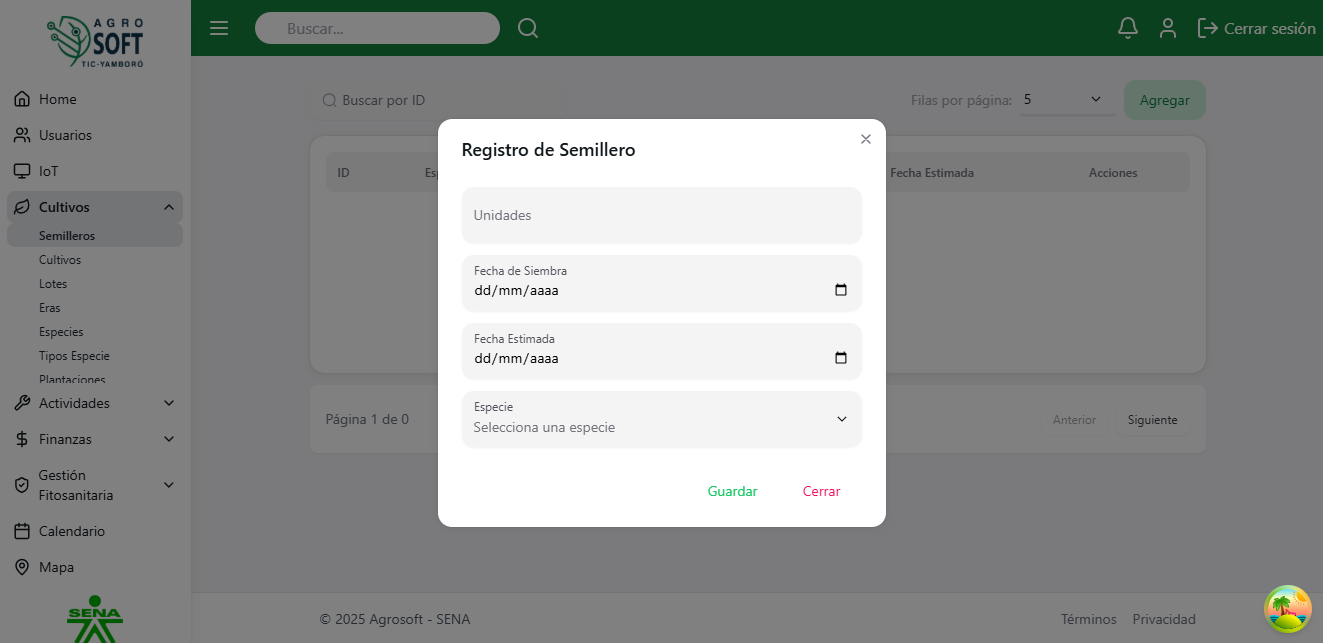 AGRO
SOFT
TIC-YAMBORÓ
Buscar...
Cerrar sesión
Home
Usuarios
IoT
Cultivos
Semilleros
Cultivos
Lotes
Eras
Especies
Tipos Especie
Plantaciones
Actividades
Finanzas
Gestión
Fitosanitaria
Calendario
Mapa
SENA
Buscar por ID
Filas por página: 5
Agregar
ID
Fecha Estimada
Acciones
Registro de Semillero
Unidades
Fecha de Siembra
dd/mm/aaaa
Fecha Estimada
dd/mm/aaaa
Especie
Selecciona una especie
Guardar
Cerrar
Página 1 de 0
Anterior
Siguiente
© 2025 Agrosoft - SENA
Términos
Privacidad